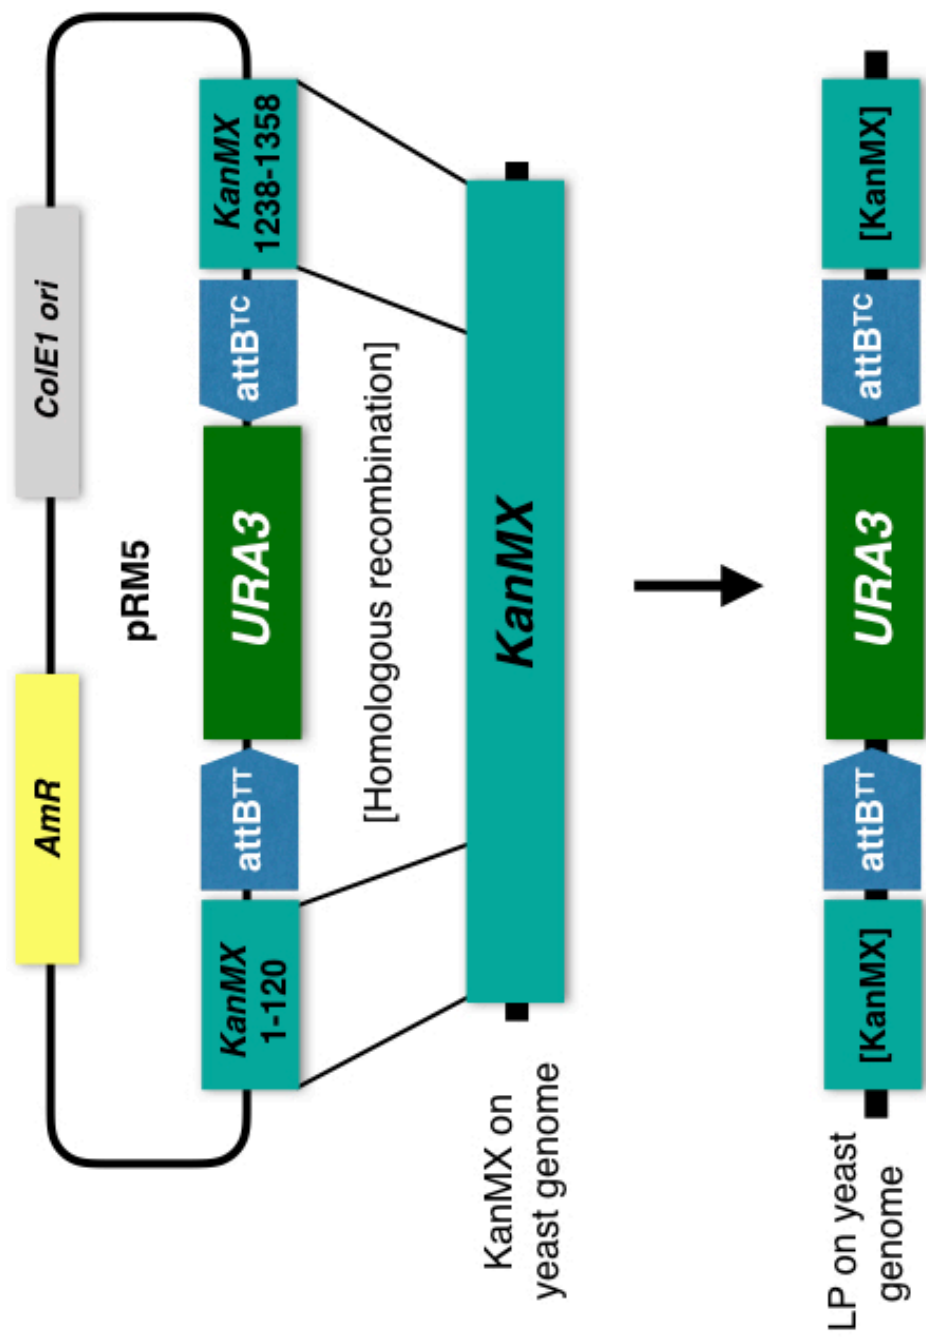 AmR
ColE1 ori
pRM5
KanMX
1-120
attBTT
URA3
attBTC
KanMX
1238-1358
[Homologous recombination]
KanMX on
yeast genome
KanMX
LP on yeast
genome
[KanMX]
attBTT
URA3
attBTC
[KanMX]